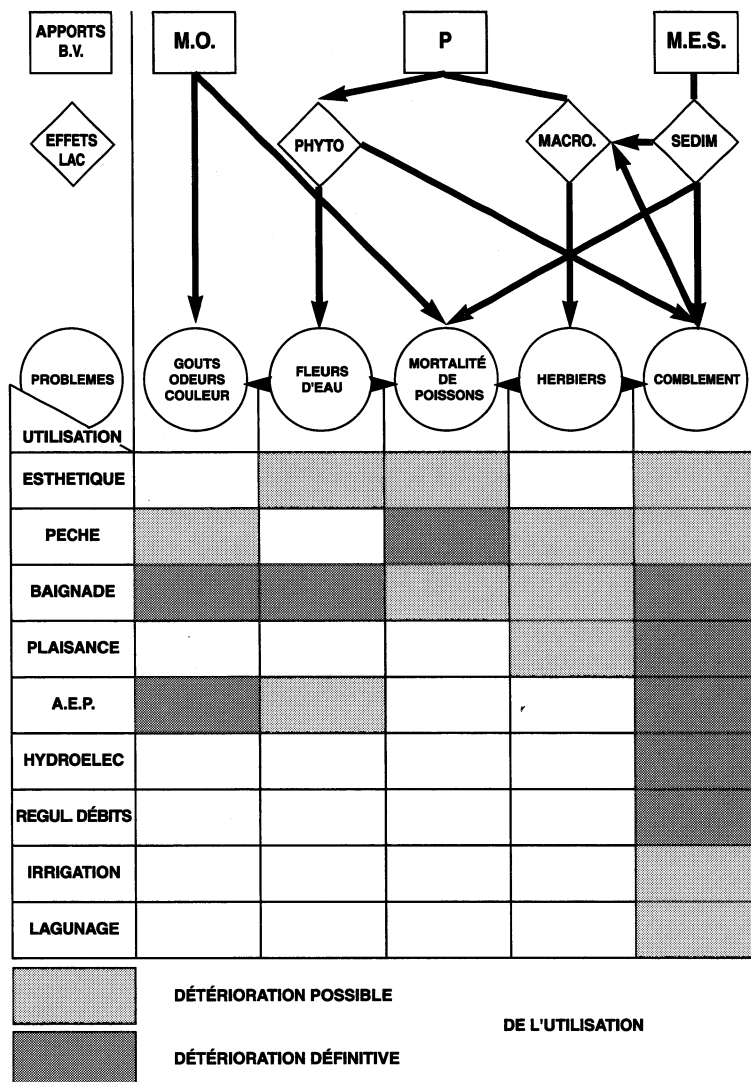 APPORTS
B.V.
M.O.
P
M.E.S.
EFFETS
LAC
PHYTO
MACRO.
SEDIM
PROBLEMES
GOUTS
ODEURS
COULEUR
FLEURS
D'EAU
MORTALITÉ
DE
POISSONS
HERBIERS
COMBLEMENT
UTILISATION
ESTHETIQUE
PECHE
BAIGNADE
PLAISANCE
A.E.P.
HYDROELEC
REGUL. DÉBITS
IRRIGATION
LAGUNAGE
DÉTÉRIORATION POSSIBLE
DE L'UTILISATION
DÉTÉRIORATION DÉFINITIVE